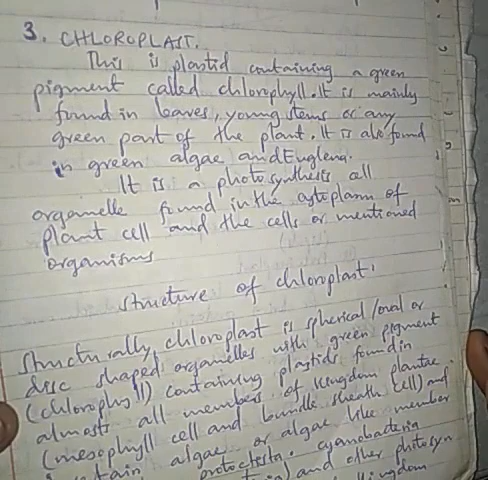 3. CHLOROPLAST.
This is plastid containing a green
pigment called chlorophyll. It is mainly
found in leaves, young stems or any
green part of the plant. It is also found
in green algae and Euglena.
It is a photosynthesis cell
organelle found in the cytoplasm of
plant cell and the cells of mentioned
organisms
Structure of chloroplast:
Structurally, chloroplast is spherical/oval or
disc shaped organelles with green pigment
(chlorophyll) containing plastids found in
almost all members of kingdom plantae.
(mesophyll cell and bundle sheath cell) and
algae or algae like member
protoctista, cyanobacteria
and other photosyn
kingdom